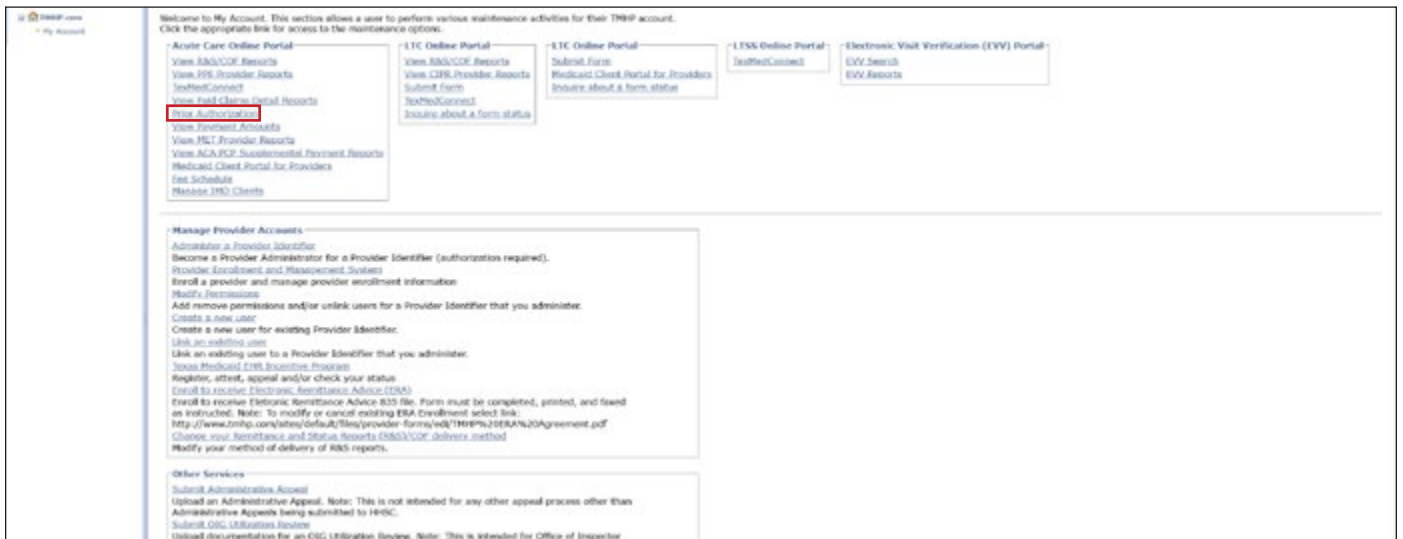 TMHP.com
My Account
Welcome to My Account. This section allows a user to perform various maintenance activities for their TMHP account.
Click the appropriate link for access to the maintenance options.
Acute Care Online Portal
View R&S/COF Reports
View PPE Provider Reports
TexMedConnect
View Paid Claims Detail Reports
Prior Authorization
View Payment Amounts
View MET Provider Reports
View ACA PCP Supplemental Payment Reports
Medicaid Client Portal for Providers
Fee Schedule
Manage IMD Clients
LTC Online Portal
View R&S/COF Reports
View CIPR Provider Reports
Submit Form
TexMedConnect
Inquire about a form status
LTC Online Portal
Submit Form
Medicaid Client Portal for Providers
Inquire about a form status
LTSS Online Portal
TexMedConnect
Electronic Visit Verification (EVV) Portal
EVV Search
EVV Reports
Manage Provider Accounts
Administer a Provider Identifier
Become a Provider Administrator for a Provider Identifier (authorization required).
Provider Enrollment and Management System
Enroll a provider and manage provider enrollment information
Modify Permissions
Add remove permissions and/or unlink users for a Provider Identifier that you administer.
Create a new user
Create a new user for existing Provider Identifier.
Link an existing user
Link an existing user to a Provider Identifier that you administer.
Texas Medicaid EHR Incentive Program
Register, attest, appeal and/or check your status
Enroll to receive Electronic Remittance Advice (ERA)
Enroll to receive Eletronic Remittance Advice 835 file. Form must be completed, printed, and faxed
as instructed. Note: To modify or cancel existing ERA Enrollment select link:
http://www.tmhp.com/sites/default/files/provider-forms/edi/TMHP%20ERA%20Agreement.pdf
Change your Remittance and Status Reports (R&S)/COF delivery method
Modify your method of delivery of R&S reports.
Other Services
Submit Administrative Appeal
Upload an Administrative Appeal. Note: This is not intended for any other appeal process other than
Administrative Appeals being submitted to HHSC.
Submit OIG Utilization Review
Upload documentation for an OIG Utilization Review. Note: This is intended for Office of Inspector